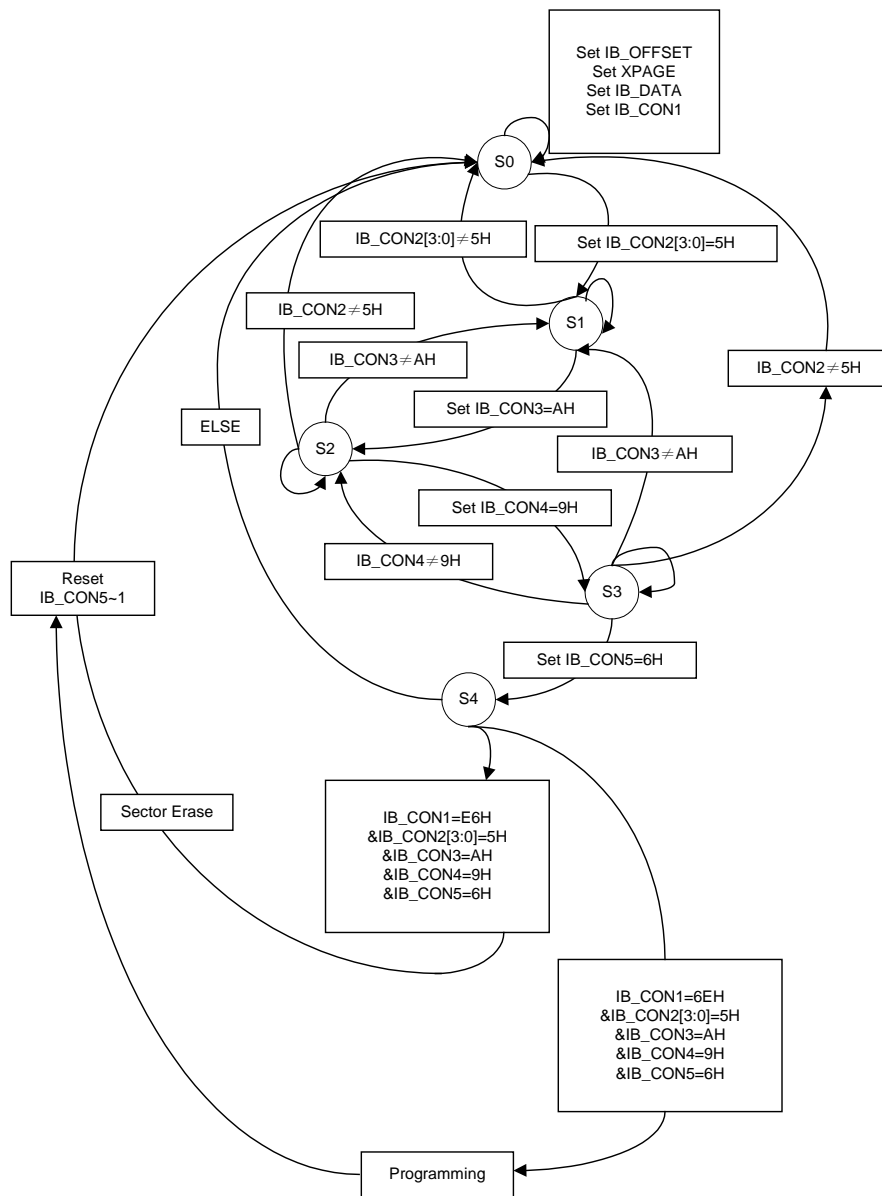 Set IB_OFFSET
Set XPAGE
Set IB_DATA
Set IB_CON1
S0
IB_CON2[3:0]≠5H
Set IB_CON2[3:0]=5H
IB_CON2≠5H
S1
IB_CON3≠AH
IB_CON2≠5H
Set IB_CON3=AH
ELSE
S2
IB_CON3≠AH
Set IB_CON4=9H
IB_CON4≠9H
Reset
IB_CON5~1
S3
Set IB_CON5=6H
S4
Sector Erase
IB_CON1=E6H
&IB_CON2[3:0]=5H
&IB_CON3=AH
&IB_CON4=9H
&IB_CON5=6H
IB_CON1=6EH
&IB_CON2[3:0]=5H
&IB_CON3=AH
&IB_CON4=9H
&IB_CON5=6H
Programming